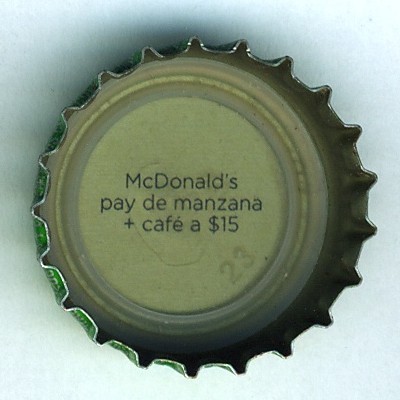 McDonald's
pay de manzana
+ café a $15
23